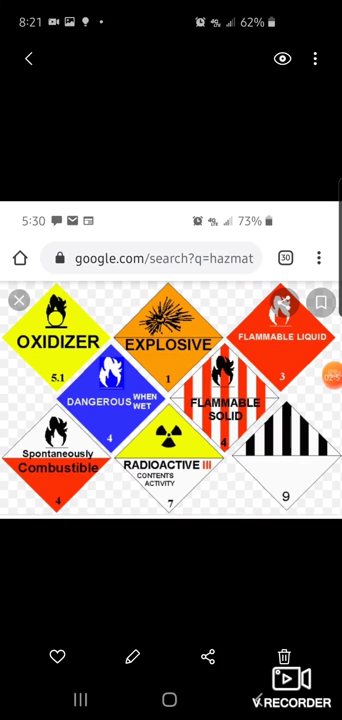 8:21
62%
5:30
73%
google.com/search?q=hazmat
30
OXIDIZER
5.1
EXPLOSIVE
1
FLAMMABLE LIQUID
3
DANGEROUS WHEN WET
4
FLAMMABLE
SOLID
4
Spontaneously
Combustible
4
RADIOACTIVE III
CONTENTS
ACTIVITY
7
9
V.RECORDER